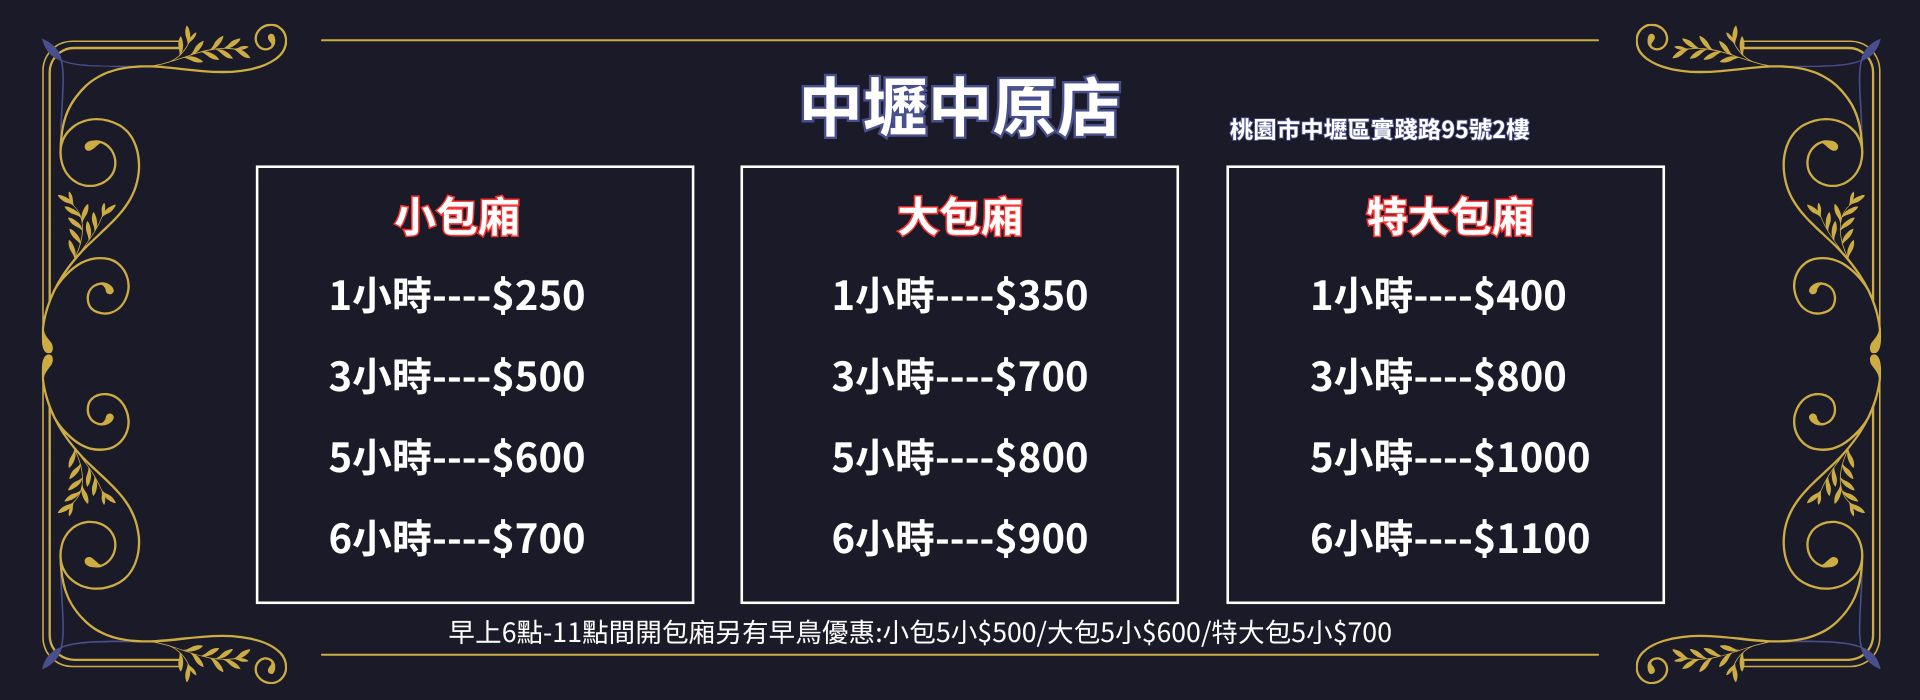 中壢中原店
桃園市中壢區實踐路95號2樓
小包廂
1小時----$250
3小時----$500
5小時----$600
6小時----$700
大包廂
1小時----$350
3小時----$700
5小時----$800
6小時----$900
特大包廂
1小時----$400
3小時----$800
5小時----$1000
6小時----$1100
早上6點-11點間開包廂另有早鳥優惠:小包5小$500/大包5小$600/特大包5小$700